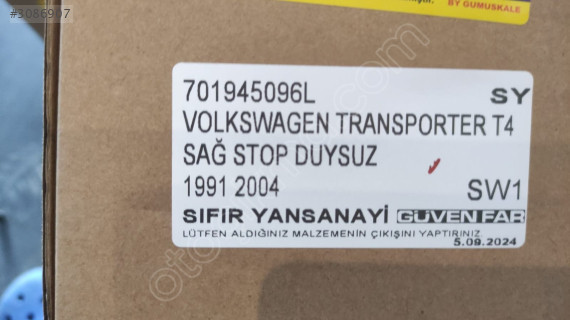 #3086907
BY GUMUSKALE
701945096L SY
VOLKSWAGEN TRANSPORTER T4
SAĞ STOP DUYSUZ
1991 2004 SW1
SIFIR YANSANAYİ GÜVENFAR
LÜTFEN ALDIĞINIZ MALZEMENİN ÇIKIŞINI YAPTIRINIZ
5.09.2024